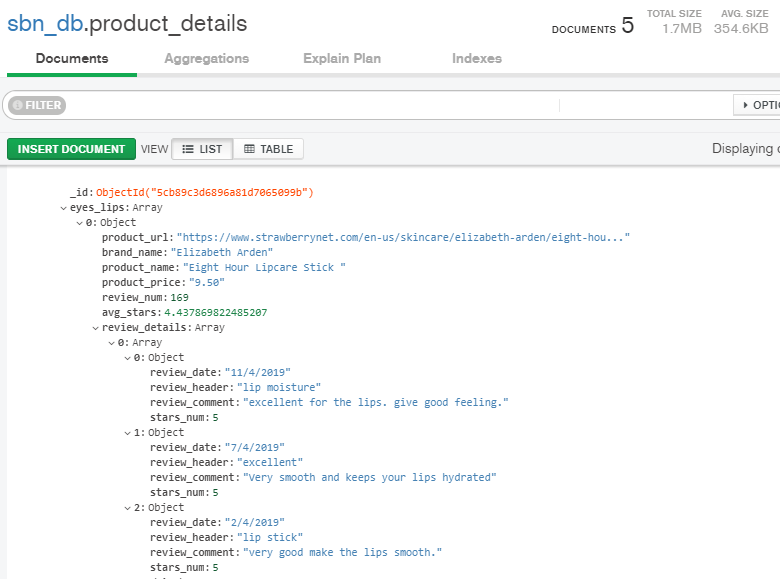 sbn_db.product_details
DOCUMENTS 5 TOTAL SIZE 1.7MB AVG. SIZE 354.6KB
Documents Aggregations Explain Plan Indexes
FILTER OPTIO
INSERT DOCUMENT VIEW LIST TABLE Displaying
_id: ObjectId("5cb89c3d6896a81d7065099b")
eyes_lips: Array
0: Object
product_url: "https://www.strawberrynet.com/en-us/skincare/elizabeth-arden/eight-hou..."
brand_name: "Elizabeth Arden"
product_name: "Eight Hour Lipcare Stick "
product_price: "9.50"
review_num: 169
avg_stars: 4.437869822485207
review_details: Array
0: Array
0: Object
review_date: "11/4/2019"
review_header: "lip moisture"
review_comment: "excellent for the lips. give good feeling."
stars_num: 5
1: Object
review_date: "7/4/2019"
review_header: "excellent"
review_comment: "Very smooth and keeps your lips hydrated"
stars_num: 5
2: Object
review_date: "2/4/2019"
review_header: "lip stick"
review_comment: "very good make the lips smooth."
stars_num: 5